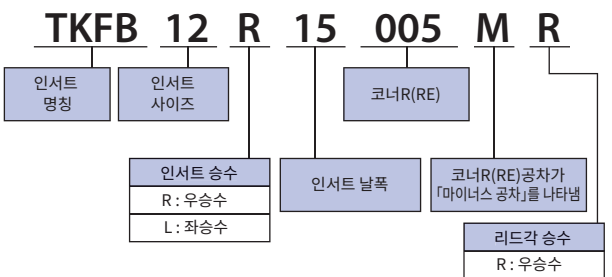 TKFB 12 R 15 005 M R
인서트
명칭
인서트
사이즈
코너R(RE)
인서트 승수
R : 우승수
L : 좌승수
인서트 날폭
코너R(RE)공차가
「마이너스 공차」를 나타냄
리드각 승수
R : 우승수